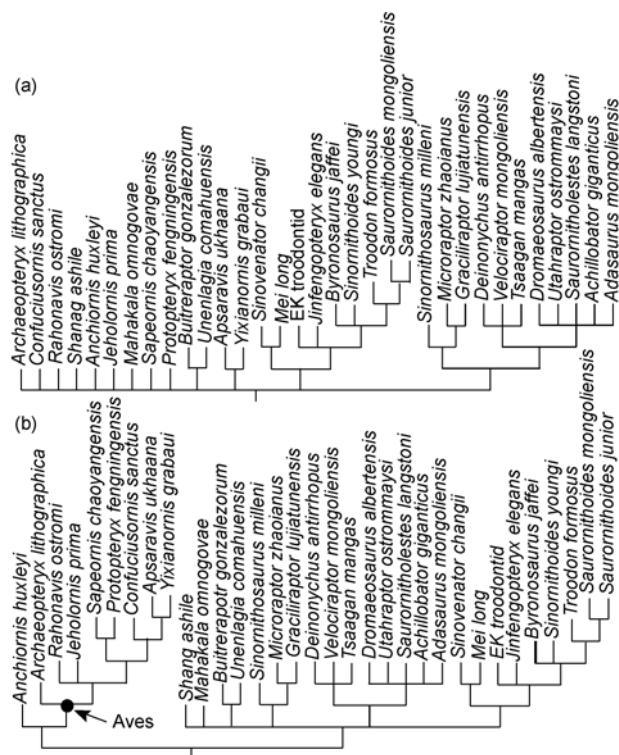 (a)
Archaeopteryx lithographica
Confuciusornis sanctus
Rahonavis ostromi
Shanag ashile
Anchiornis huxleyi
Jeholornis prima
Mahakala omnogovae
Sapeornis chaoyangensis
Protopteryx fengningensis
Buitreraptor gonzalezorum
Unenlagia comahuensis
Apsaravis ukhaana
Yixianornis grabaui
Sinovenator changii
Mei long
EK troodontid
Jinfengopteryx elegans
Byronosaurus jaffei
Sinornithoides youngi
Troodon formosus
Saurornithoides mongoliensis
Saurornithoides junior
Sinornithosaurus milleni
Microraptor zhaoianus
Graciliraptor lujiatunensis
Deinonychus antirrhopus
Velociraptor mongoliensis
Tsaagan mangas
Dromaeosaurus albertensis
Utahraptor ostrommaysi
Saurornitholestes langstoni
Achillobator giganticus
Adasaurus mongoliensis
(b)
Anchiornis huxleyi
Archaeopteryx lithographica
Rahonavis ostromi
Jeholornis prima
Sapeornis chaoyangensis
Protopteryx fengningensis
Confuciusornis sanctus
Apsaravis ukhaana
Yixianornis grabaui
Aves
Shang ashile
Mahakala omnogovae
Buitrerapotr gonzalezorum
Unenlagia comahuensis
Sinornithosaurus milleni
Microraptor zhaoianus
Graciliraptor lujiatunensis
Deinonychus antirrhopus
Velociraptor mongoliensis
Tsaagan mangas
Dromaeosaurus albertensis
Utahraptor ostrommaysi
Saurornitholestes langstoni
Achillobator giganticus
Adasaurus mongoliensis
Sinovenator changii
Mei long
EK troodontid
Jinfengopteryx elegans
Byronosaurus jaffei
Sinornithoides youngi
Troodon formosus
Saurornithoides mongoliensis
Saurornithoides junior